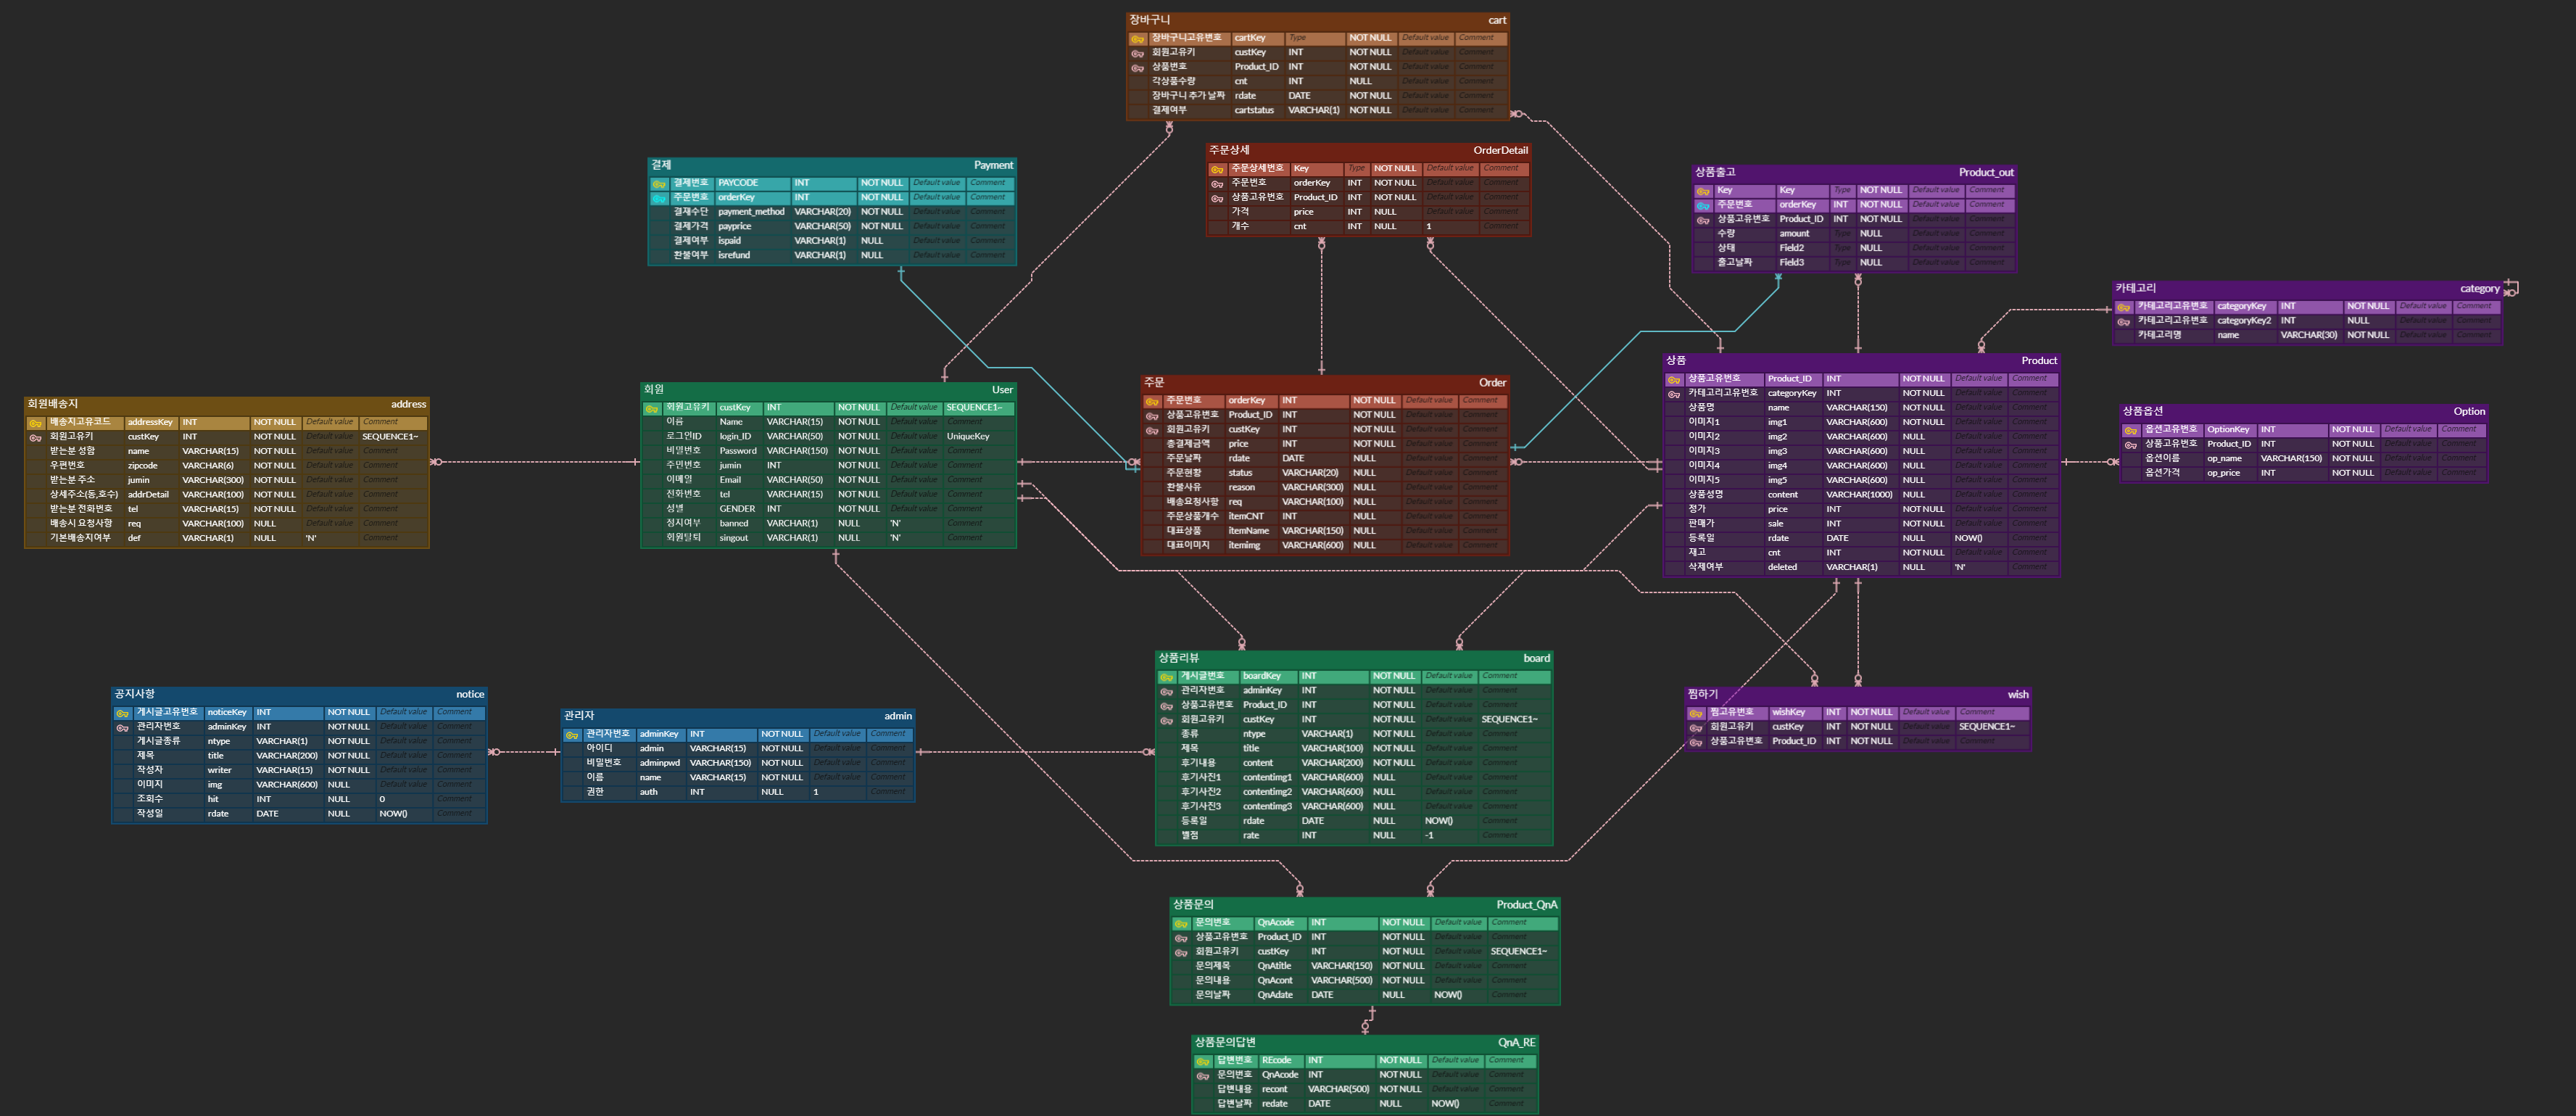 장바구니 cart
장바구니고유번호 cartKey Type NOT NULL Default value Comment
회원고유키 custKey INT NOT NULL Default value Comment
상품번호 Product_ID INT NOT NULL Default value Comment
각상품수량 cnt INT NULL Default value Comment
장바구니 추가 날짜 rdate DATE NOT NULL Default value Comment
결제여부 cartstatus VARCHAR(1) NOT NULL Default value Comment
결제 Payment
결제번호 PAYCODE INT NOT NULL Default value Comment
주문번호 orderKey INT NOT NULL Default value Comment
결재수단 payment_method VARCHAR(20) NOT NULL Default value Comment
결제가격 payprice VARCHAR(50) NOT NULL Default value Comment
결제여부 ispaid VARCHAR(1) NULL Default value Comment
환불여부 isrefund VARCHAR(1) NULL Default value Comment
주문상세 OrderDetail
주문상세번호 Key Type NOT NULL Default value Comment
주문번호 orderKey INT NOT NULL Default value Comment
상품고유번호 Product_ID INT NOT NULL Default value Comment
가격 price INT NULL Default value Comment
개수 cnt INT NULL 1 Comment
상품출고 Product_out
Key Key Type NOT NULL Default value Comment
주문번호 orderKey INT NOT NULL Default value Comment
상품고유번호 Product_ID INT NOT NULL Default value Comment
수량 amount Type NULL Default value Comment
상태 Field2 Type NULL Default value Comment
출고날짜 Field3 Type NULL Default value Comment
카테고리 category
카테고리고유번호 categoryKey INT NOT NULL Default value Comment
카테고리고유번호 categoryKey2 INT NULL Default value Comment
카테고리명 name VARCHAR(30) NOT NULL Default value Comment
회원배송지 address
배송지고유코드 addressKey INT NOT NULL Default value Comment
회원고유키 custKey INT NOT NULL Default value SEQUENCE1~
받는분 성함 name VARCHAR(15) NOT NULL Default value Comment
우편번호 zipcode VARCHAR(6) NOT NULL Default value Comment
받는분 주소 jumin VARCHAR(300) NOT NULL Default value Comment
상세주소(동,호수) addrDetail VARCHAR(100) NOT NULL Default value Comment
받는분 전화번호 tel VARCHAR(15) NOT NULL Default value Comment
배송시 요청사항 req VARCHAR(100) NULL Default value Comment
기본배송지여부 def VARCHAR(1) NULL 'N' Comment
회원 User
회원고유키 custKey INT NOT NULL Default value SEQUENCE1~
이름 Name VARCHAR(15) NOT NULL Default value Comment
로그인ID login_ID VARCHAR(50) NOT NULL Default value UniqueKey
비밀번호 Password VARCHAR(150) NOT NULL Default value Comment
주민번호 jumin INT NOT NULL Default value Comment
이메일 Email VARCHAR(50) NOT NULL Default value Comment
전화번호 tel VARCHAR(15) NOT NULL Default value Comment
성별 GENDER INT NOT NULL Default value Comment
정지여부 banned VARCHAR(1) NULL 'N' Comment
회원탈퇴 singout VARCHAR(1) NULL 'N' Comment
주문 Order
주문번호 orderKey INT NOT NULL Default value Comment
상품고유번호 Product_ID INT NOT NULL Default value Comment
회원고유키 custKey INT NOT NULL Default value Comment
총결제금액 price INT NOT NULL Default value Comment
주문날짜 rdate DATE NULL Default value Comment
주문현황 status VARCHAR(20) NULL Default value Comment
환불사유 reason VARCHAR(300) NULL Default value Comment
배송요청사항 req VARCHAR(100) NULL Default value Comment
주문상품개수 itemCNT INT NULL Default value Comment
대표상품 itemName VARCHAR(150) NULL Default value Comment
대표이미지 itemimg VARCHAR(600) NULL Default value Comment
상품 Product
상품고유번호 Product_ID INT NOT NULL Default value Comment
카테고리고유번호 categoryKey INT NOT NULL Default value Comment
상품명 name VARCHAR(150) NOT NULL Default value Comment
이미지1 img1 VARCHAR(600) NOT NULL Default value Comment
이미지2 img2 VARCHAR(600) NULL Default value Comment
이미지3 img3 VARCHAR(600) NULL Default value Comment
이미지4 img4 VARCHAR(600) NULL Default value Comment
이미지5 img5 VARCHAR(600) NULL Default value Comment
상품성명 content VARCHAR(1000) NULL Default value Comment
정가 price INT NOT NULL Default value Comment
판매가 sale INT NOT NULL Default value Comment
등록일 rdate DATE NULL NOW() Comment
재고 cnt INT NOT NULL Default value Comment
삭제여부 deleted VARCHAR(1) NULL 'N' Comment
상품옵션 Option
옵션고유번호 OptionKey INT NOT NULL Default value Comment
상품고유번호 Product_ID INT NOT NULL Default value Comment
옵션이름 op_name VARCHAR(150) NOT NULL Default value Comment
옵션가격 op_price INT NOT NULL Default value Comment
공지사항 notice
게시글고유번호 noticeKey INT NOT NULL Default value Comment
관리자번호 adminKey INT NOT NULL Default value Comment
게시글종류 ntype VARCHAR(1) NOT NULL Default value Comment
제목 title VARCHAR(200) NOT NULL Default value Comment
작성자 writer VARCHAR(15) NOT NULL Default value Comment
이미지 img VARCHAR(600) NULL Default value Comment
조회수 hit INT NULL 0 Comment
작성일 rdate DATE NULL NOW() Comment
관리자 admin
관리자번호 adminKey INT NOT NULL Default value Comment
아이디 admin VARCHAR(15) NOT NULL Default value Comment
비밀번호 adminpwd VARCHAR(150) NOT NULL Default value Comment
이름 name VARCHAR(15) NOT NULL Default value Comment
권한 auth INT NULL 1 Comment
상품리뷰 board
게시글번호 boardKey INT NOT NULL Default value Comment
관리자번호 adminKey INT NOT NULL Default value Comment
상품고유번호 Product_ID INT NOT NULL Default value Comment
회원고유키 custKey INT NOT NULL Default value SEQUENCE1~
종류 ntype VARCHAR(1) NOT NULL Default value Comment
제목 title VARCHAR(100) NOT NULL Default value Comment
후기내용 content VARCHAR(200) NOT NULL Default value Comment
후기사진1 contentimg1 VARCHAR(600) NULL Default value Comment
후기사진2 contentimg2 VARCHAR(600) NULL Default value Comment
후기사진3 contentimg3 VARCHAR(600) NULL Default value Comment
등록일 rdate DATE NULL NOW() Comment
별점 rate INT NULL -1 Comment
찜하기 wish
찜고유번호 wishKey INT NOT NULL Default value Comment
회원고유키 custKey INT NOT NULL Default value SEQUENCE1~
상품고유번호 Product_ID INT NOT NULL Default value Comment
상품문의 Product_QnA
문의번호 QnAcode INT NOT NULL Default value Comment
상품고유번호 Product_ID INT NOT NULL Default value Comment
회원고유키 custKey INT NOT NULL Default value SEQUENCE1~
문의제목 QnAtitle VARCHAR(150) NOT NULL Default value Comment
문의내용 QnAcont VARCHAR(500) NOT NULL Default value Comment
문의날짜 QnAdate DATE NULL NOW() Comment
상품문의답변 QnA_RE
답변번호 REcode INT NOT NULL Default value Comment
문의번호 QnAcode INT NOT NULL Default value Comment
답변내용 recont VARCHAR(500) NOT NULL Default value Comment
답변날짜 redate DATE NULL NOW() Comment